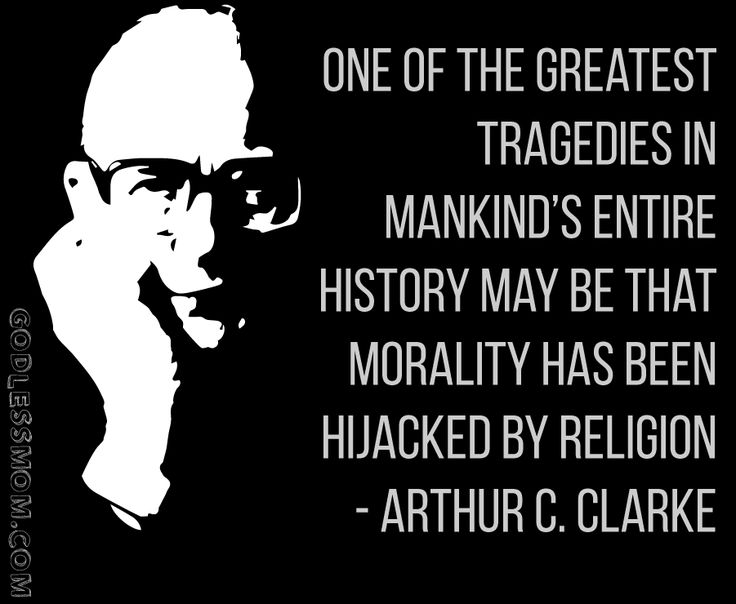 ONE OF THE GREATEST
TRAGEDIES IN
MANKIND'S ENTIRE
HISTORY MAY BE THAT
MORALITY HAS BEEN
HIJACKED BY RELIGION
- ARTHUR C. CLARKE
GODLESSMOM.COM